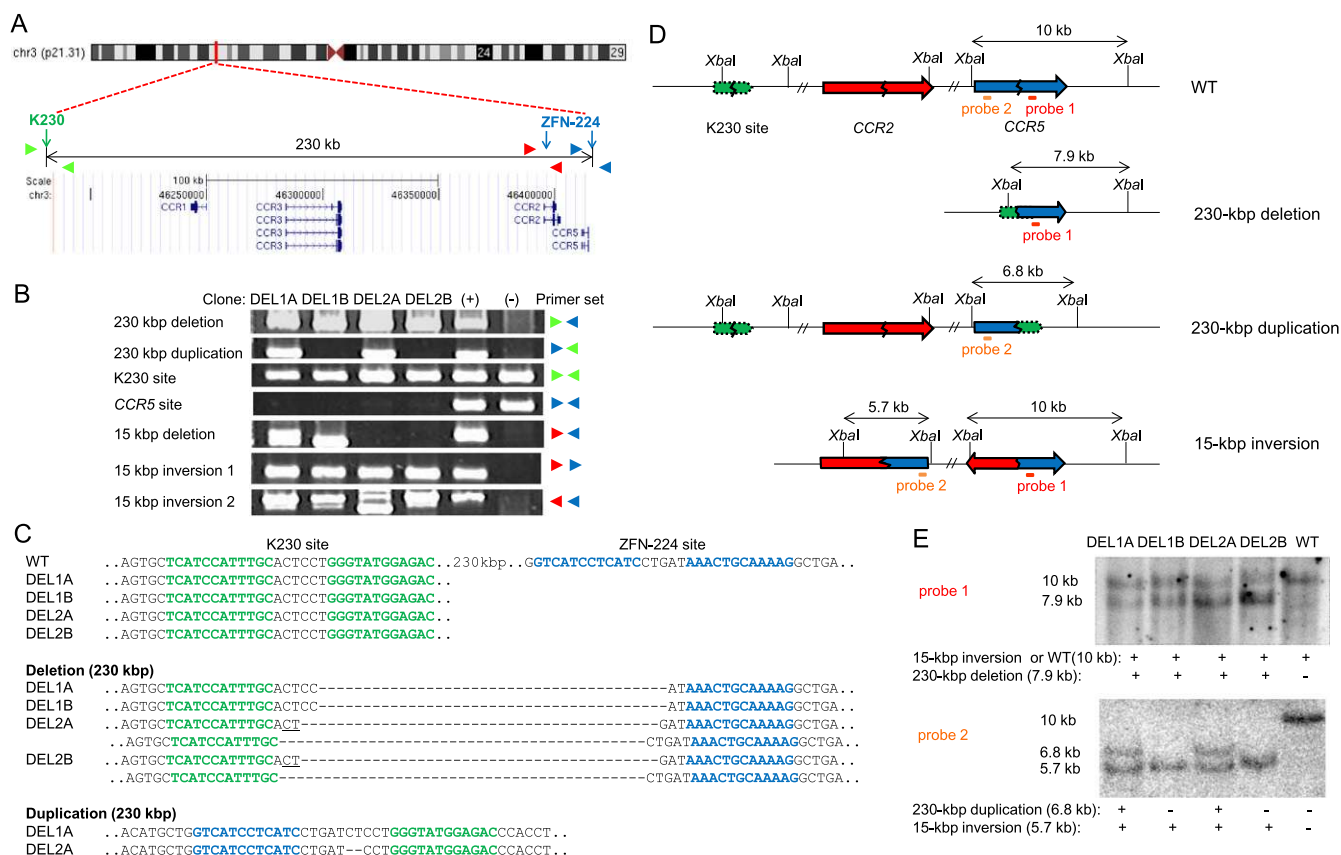 A
chr3 (p21.31)
24
29
K230
ZFN-224
230 kb
Scale
100 kb
chr3:
46250000
46300000
46350000
46400000
CCR1
CCR3
CCR3
CCR3
CCR3
CCR2
CCR2
CCR5
CCR5
B
Clone: DEL1A DEL1B DEL2A DEL2B (+) (-) Primer set
230 kbp deletion
230 kbp duplication
K230 site
CCR5 site
15 kbp deletion
15 kbp inversion 1
15 kbp inversion 2
C
K230 site
ZFN-224 site
WT ..AGTGCTCATCCATTTGCACTCCTGGGTATGGAGAC..230kbp..GGTCATCCTCATCCTGATAAACTGCAAAAGGCTGA..
DEL1A ..AGTGCTCATCCATTTGCACTCCTGGGTATGGAGAC..
DEL1B ..AGTGCTCATCCATTTGCACTCCTGGGTATGGAGAC..
DEL2A ..AGTGCTCATCCATTTGCACTCCTGGGTATGGAGAC..
DEL2B ..AGTGCTCATCCATTTGCACTCCTGGGTATGGAGAC..
Deletion (230 kbp)
DEL1A ..AGTGCTCATCCATTTGCACTCC-----------------------------------ATAAACTGCAAAAGGCTGA..
DEL1B ..AGTGCTCATCCATTTGCACTCC-----------------------------------ATAAACTGCAAAAGGCTGA..
DEL2A ..AGTGCTCATCCATTTGCACT------------------------------------GATAAACTGCAAAAGGCTGA..
..AGTGCTCATCCATTTGC-------------------------------------CTGATAAACTGCAAAAGGCTGA..
DEL2B ..AGTGCTCATCCATTTGCACT------------------------------------GATAAACTGCAAAAGGCTGA..
..AGTGCTCATCCATTTGC-------------------------------------CTGATAAACTGCAAAAGGCTGA..
Duplication (230 kbp)
DEL1A ..ACATGCTGGTCATCCTCATCCTGATCTCCTGGGTATGGAGACCCACCT..
DEL2A ..ACATGCTGGTCATCCTCATCCTGAT--CCTGGGTATGGAGACCCACCT..
D
10 kb
XbaI XbaI XbaI XbaI XbaI
WT
probe 2 probe 1
K230 site CCR2 CCR5
7.9 kb
XbaI XbaI
230-kbp deletion
probe 1
6.8 kb
XbaI XbaI XbaI XbaI XbaI
230-kbp duplication
probe 2
5.7 kb 10 kb
XbaI XbaI XbaI XbaI
15-kbp inversion
probe 2 probe 1
E
DEL1A DEL1B DEL2A DEL2B WT
probe 1
10 kb
7.9 kb
15-kbp inversion or WT(10 kb): + + + + +
230-kbp deletion (7.9 kb): + + + + -
probe 2
10 kb
6.8 kb
5.7 kb
230-kbp duplication (6.8 kb): + - + - -
15-kbp inversion (5.7 kb): + + + + -